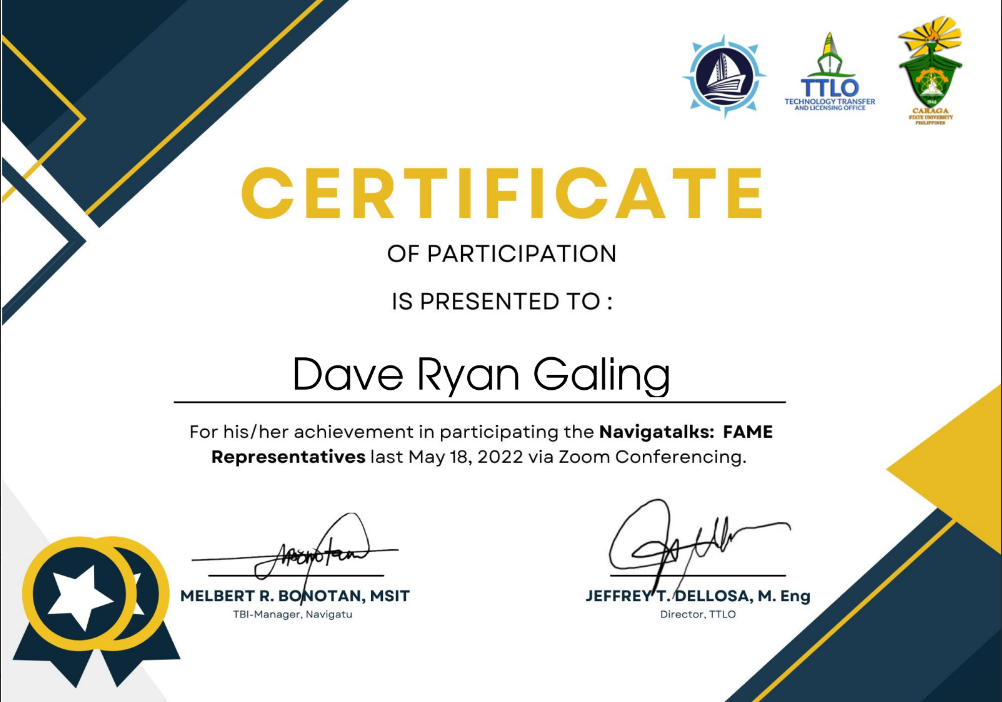 TTLO
TECHNOLOGY TRANSFER
AND LICENSING OFFICE
1946
CARAGA
STATE UNIVERSITY
PHILIPPINES
CERTIFICATE
OF PARTICIPATION
IS PRESENTED TO :
Dave Ryan Galing
For his/her achievement in participating the Navigatalks: FAME
Representatives last May 18, 2022 via Zoom Conferencing.
MELBERT R. BONOTAN, MSIT
TBI-Manager, Navigatu
JEFFREY T. DELLOSA, M. Eng
Director, TTLO